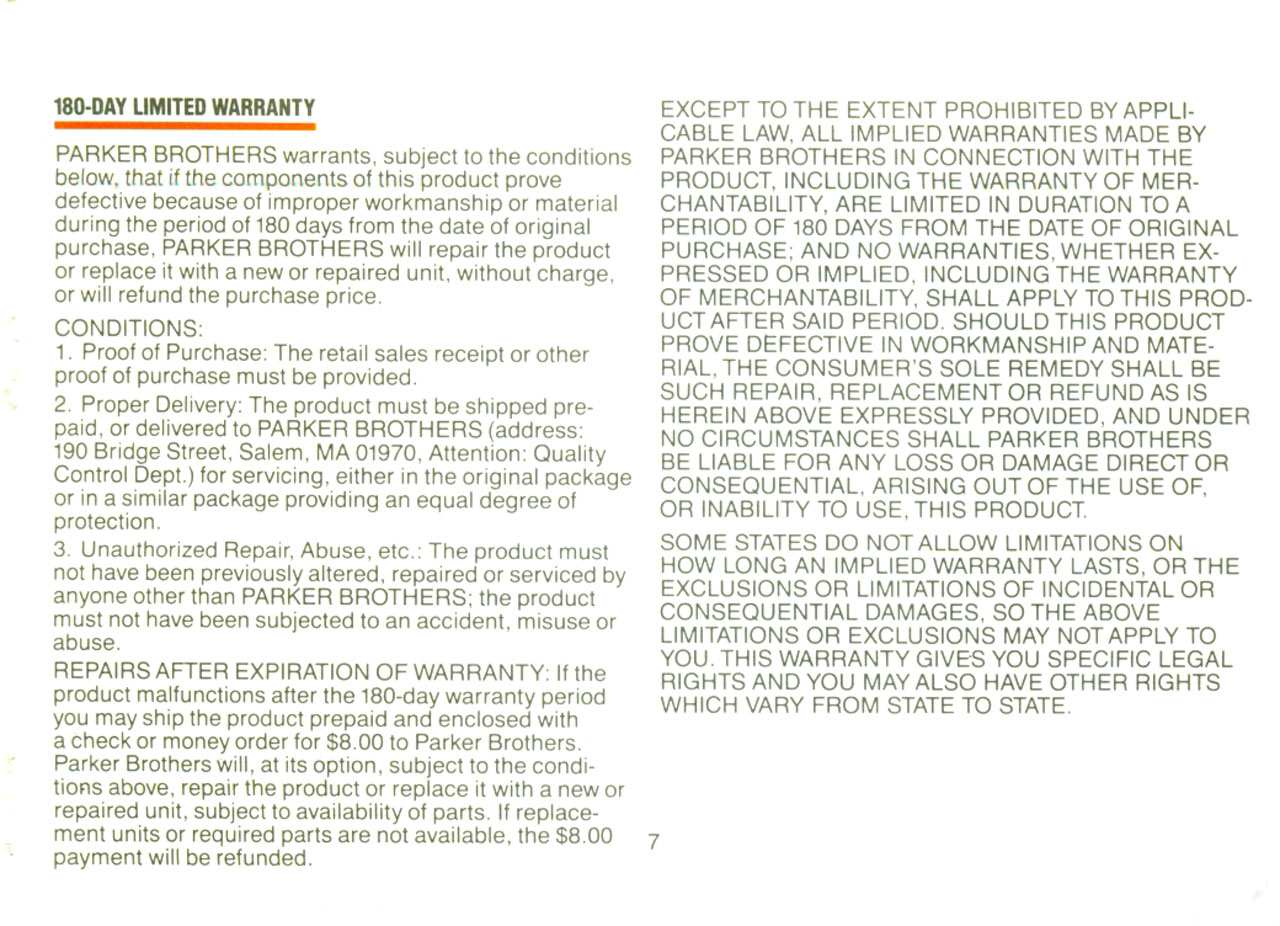 180-DAY LIMITED WARRANTY
PARKER BROTHERS warrants, subject to the conditions
below, that if the components of this product prove
defective because of improper workmanship or material
during the period of 180 days from the date of original
purchase, PARKER BROTHERS will repair the product
or replace it with a new or repaired unit, without charge,
or will refund the purchase price.
CONDITIONS:
1. Proof of Purchase: The retail sales receipt or other
proof of purchase must be provided.
2. Proper Delivery: The product must be shipped pre-
paid, or delivered to PARKER BROTHERS (address:
190 Bridge Street, Salem, MA 01970, Attention: Quality
Control Dept.) for servicing, either in the original package
or in a similar package providing an equal degree of
protection.
3. Unauthorized Repair, Abuse, etc.: The product must
not have been previously altered, repaired or serviced by
anyone other than PARKER BROTHERS; the product
must not have been subjected to an accident, misuse or
abuse.
REPAIRS AFTER EXPIRATION OF WARRANTY: If the
product malfunctions after the 180-day warranty period
you may ship the product prepaid and enclosed with
a check or money order for $8.00 to Parker Brothers.
Parker Brothers will, at its option, subject to the condi-
tions above, repair the product or replace it with a new or
repaired unit, subject to availability of parts. If replace-
ment units or required parts are not available, the $8.00
payment will be refunded.
EXCEPT TO THE EXTENT PROHIBITED BY APPLI-
CABLE LAW, ALL IMPLIED WARRANTIES MADE BY
PARKER BROTHERS IN CONNECTION WITH THE
PRODUCT, INCLUDING THE WARRANTY OF MER-
CHANTABILITY, ARE LIMITED IN DURATION TO A
PERIOD OF 180 DAYS FROM THE DATE OF ORIGINAL
PURCHASE; AND NO WARRANTIES, WHETHER EX-
PRESSED OR IMPLIED, INCLUDING THE WARRANTY
OF MERCHANTABILITY, SHALL APPLY TO THIS PROD-
UCT AFTER SAID PERIOD. SHOULD THIS PRODUCT
PROVE DEFECTIVE IN WORKMANSHIP AND MATE-
RIAL, THE CONSUMER'S SOLE REMEDY SHALL BE
SUCH REPAIR, REPLACEMENT OR REFUND AS IS
HEREIN ABOVE EXPRESSLY PROVIDED, AND UNDER
NO CIRCUMSTANCES SHALL PARKER BROTHERS
BE LIABLE FOR ANY LOSS OR DAMAGE DIRECT OR
CONSEQUENTIAL, ARISING OUT OF THE USE OF,
OR INABILITY TO USE, THIS PRODUCT.
SOME STATES DO NOT ALLOW LIMITATIONS ON
HOW LONG AN IMPLIED WARRANTY LASTS, OR THE
EXCLUSIONS OR LIMITATIONS OF INCIDENTAL OR
CONSEQUENTIAL DAMAGES, SO THE ABOVE
LIMITATIONS OR EXCLUSIONS MAY NOT APPLY TO
YOU. THIS WARRANTY GIVES YOU SPECIFIC LEGAL
RIGHTS AND YOU MAY ALSO HAVE OTHER RIGHTS
WHICH VARY FROM STATE TO STATE.
7